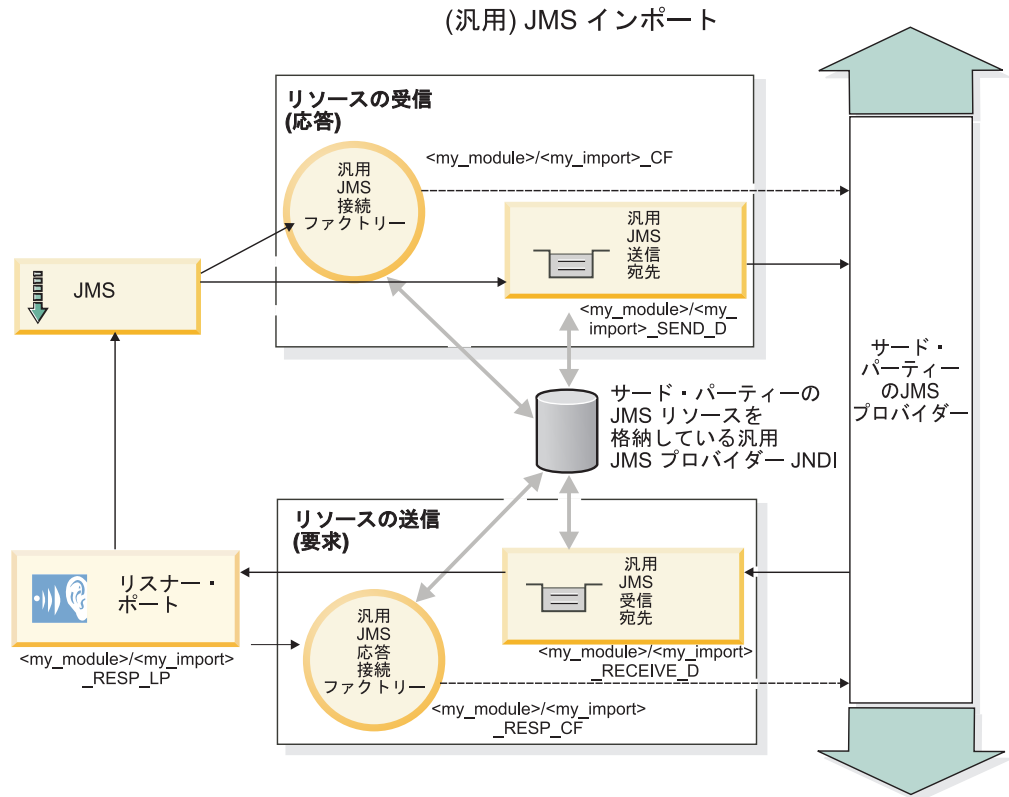 (汎用) JMS インポート
リソースの受信
(応答)
汎用
JMS
接続
ファクトリー
<my_module>/<my_import>_CF
汎用
JMS
送信
宛先
<my_module>/<my_
import>_SEND_D
JMS
サード・パーティーの
JMS リソースを
格納している汎用
JMS プロバイダー JNDI
サード・
パーティー
のJMS
プロバイダー
リソースの送信
(要求)
汎用
JMS
受信
宛先
<my_module>/<my_import>
_RECEIVE_D
リスナー・
ポート
<my_module>/<my_import>
_RESP_LP
汎用
JMS
応答
接続
ファクトリー
<my_module>/<my_import>
_RESP_CF